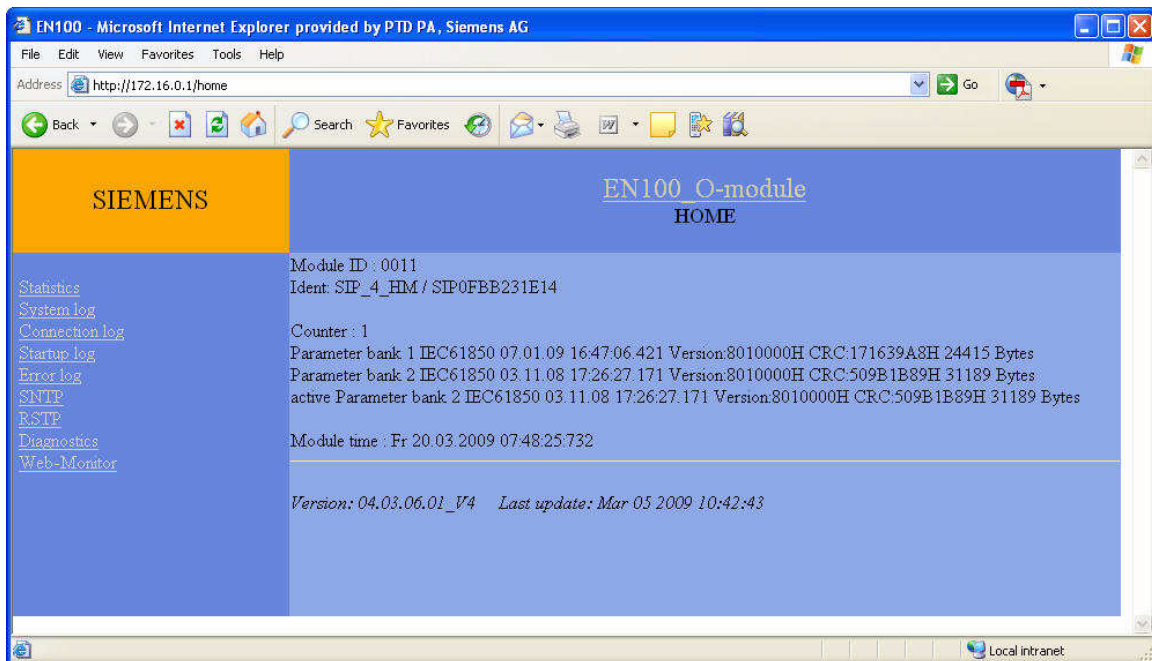 EN100 - Microsoft Internet Explorer provided by PTD PA, Siemens AG
File Edit View Favorites Tools Help
Address http://172.16.0.1/home Go
Back Search Favorites
SIEMENS
EN100_O-module
HOME
Statistics
System log
Connection log
Startup log
Error log
SNTP
RSTP
Diagnostics
Web-Monitor
Module ID : 0011
Ident: SIP_4_HM / SIP0FBB231E14
Counter : 1
Parameter bank 1 IEC61850 07.01.09 16:47:06.421 Version:8010000H CRC:171639A8H 24415 Bytes
Parameter bank 2 IEC61850 03.11.08 17:26:27.171 Version:8010000H CRC:509B1B89H 31189 Bytes
active Parameter bank 2 IEC61850 03.11.08 17:26:27.171 Version:8010000H CRC:509B1B89H 31189 Bytes
Module time : Fr 20.03.2009 07:48:25.732
Version: 04.03.06.01_V4 Last update: Mar 05 2009 10:42:43
Local intranet